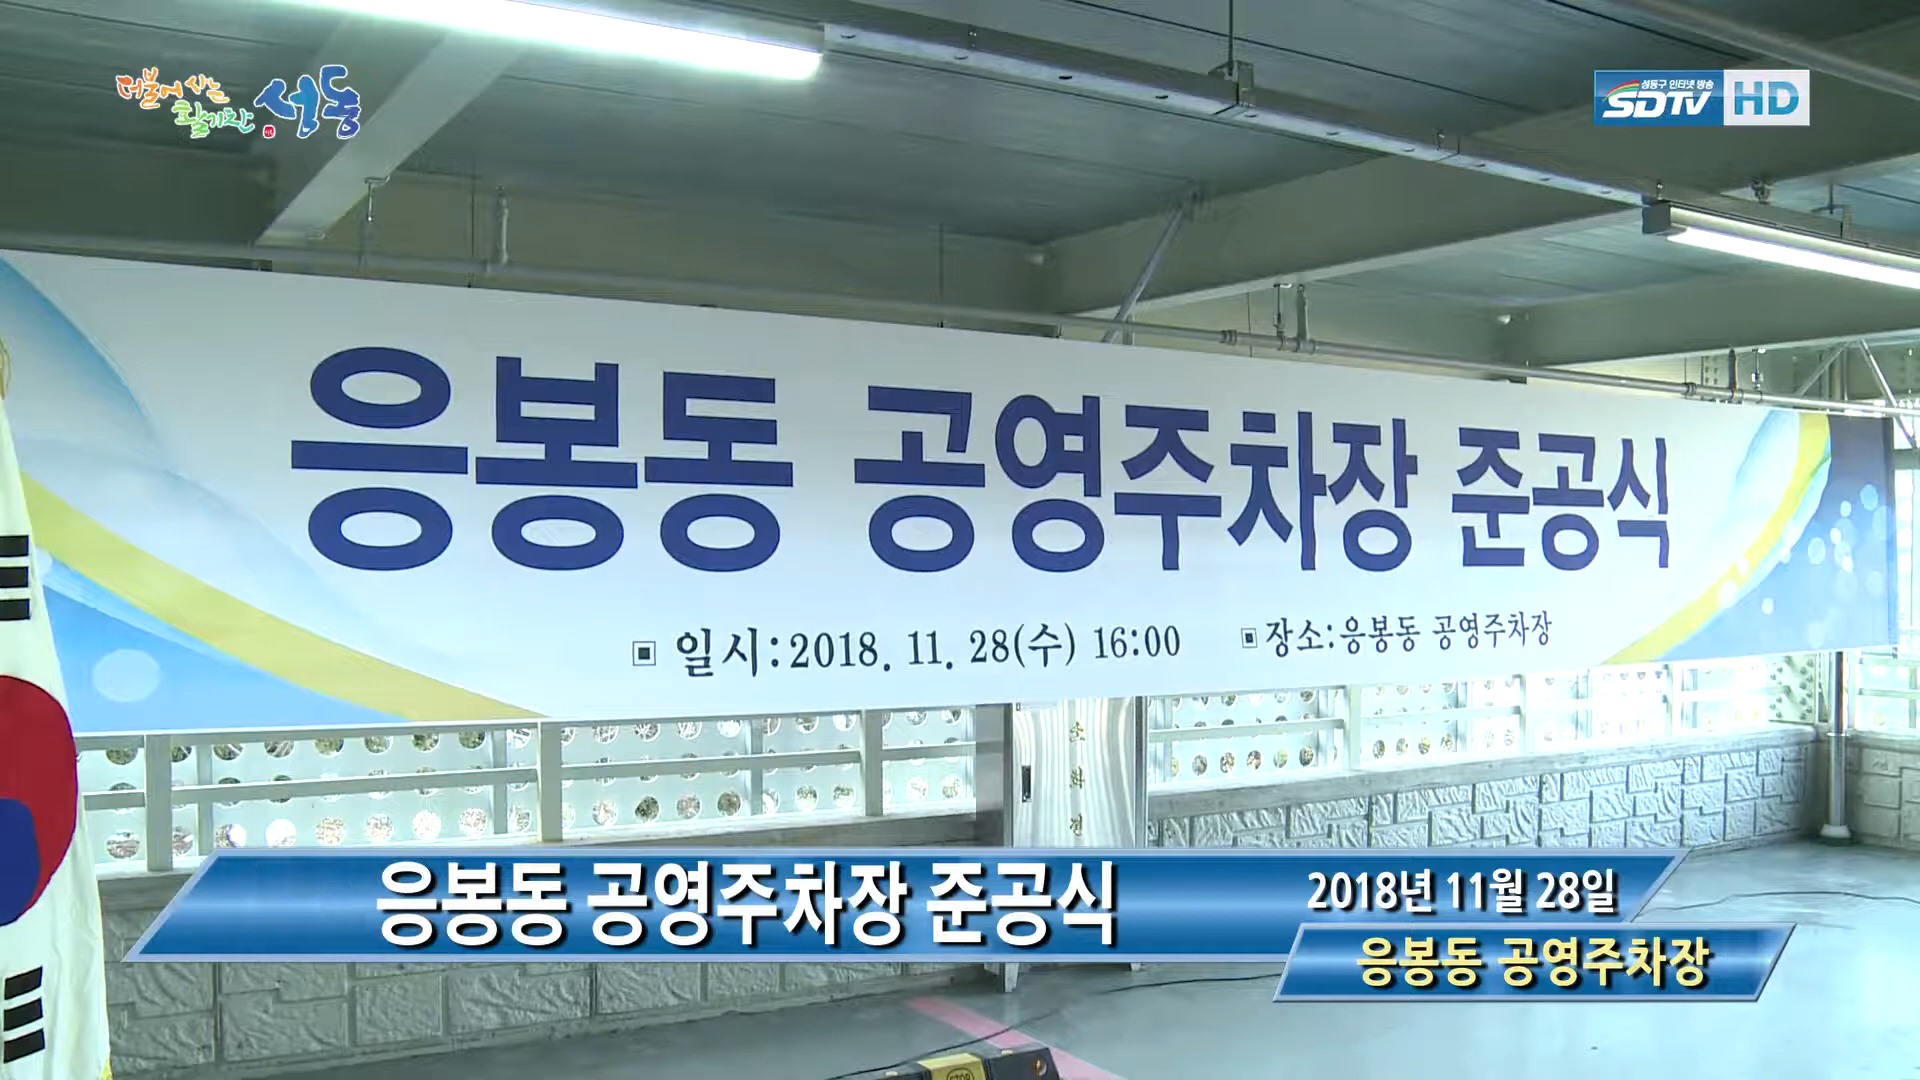 더불어 사는
활기찬 성동
성동구 인터넷 방송
SDTV HD
응봉동 공영주차장 준공식
▣ 일시:2018. 11. 28(수) 16:00 ▣ 장소:응봉동 공영주차장
소화전
응봉동 공영주차장 준공식
2018년 11월 28일
응봉동 공영주차장
STOP